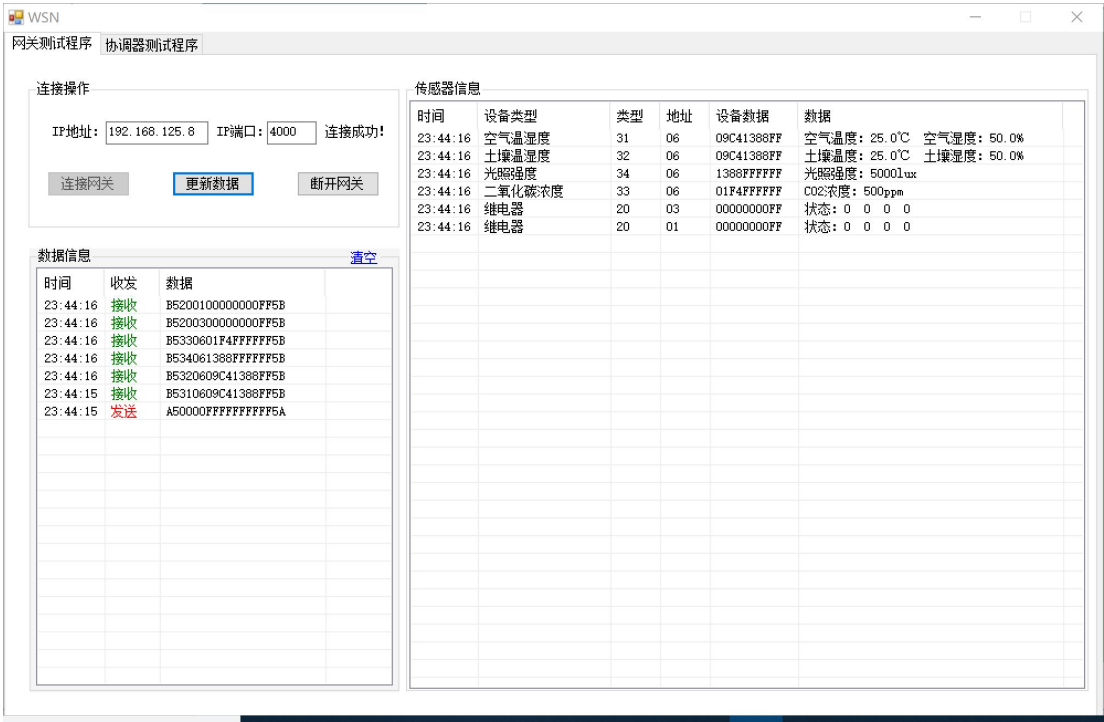 WSN
网关测试程序 协调器测试程序
连接操作
IP地址: 192.168.125.8 IP端口: 4000 连接成功!
连接网关 更新数据 断开网关
数据信息 清空
时间 收发 数据
23:44:16 接收 B5200100000000FF5B
23:44:16 接收 B5200300000000FF5B
23:44:16 接收 B5330601F4FFFFFF5B
23:44:16 接收 B534061388FFFFFF5B
23:44:16 接收 B5320609C41388FF5B
23:44:15 接收 B5310609C41388FF5B
23:44:15 发送 A50000FFFFFFFFFF5A
传感器信息
时间 设备类型 类型 地址 设备数据 数据
23:44:16 空气温湿度 31 06 09C41388FF 空气温度: 25.0℃ 空气湿度: 50.0%
23:44:16 土壤温湿度 32 06 09C41388FF 土壤温度: 25.0℃ 土壤湿度: 50.0%
23:44:16 光照强度 34 06 1388FFFFFF 光照强度: 5000lux
23:44:16 二氧化碳浓度 33 06 01F4FFFFFF CO2浓度: 500ppm
23:44:16 继电器 20 03 00000000FF 状态: 0 0 0 0
23:44:16 继电器 20 01 00000000FF 状态: 0 0 0 0